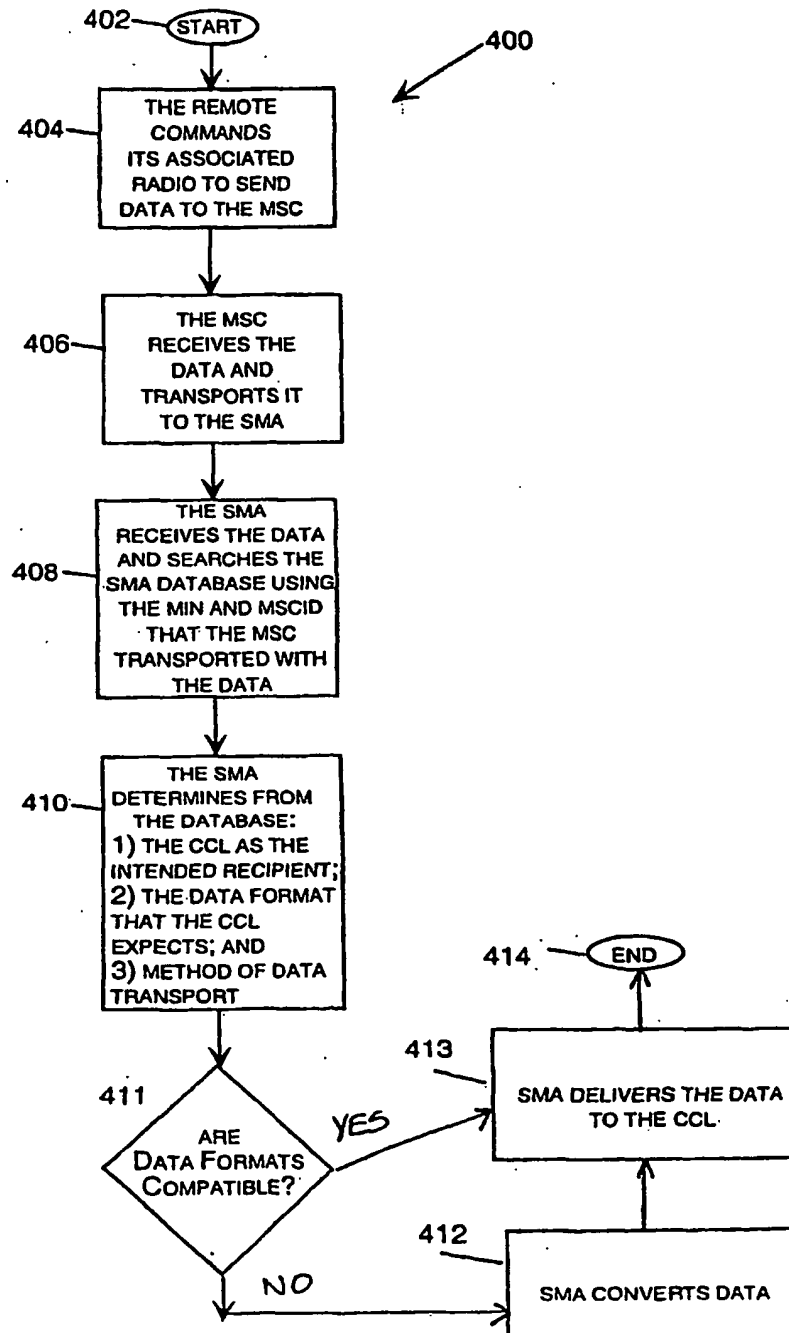 402
START
400
404
THE REMOTE
COMMANDS
ITS ASSOCIATED
RADIO TO SEND
DATA TO THE MSC
406
THE MSC
RECEIVES THE
DATA AND
TRANSPORTS IT
TO THE SMA
408
THE SMA
RECEIVES THE DATA
AND SEARCHES THE
SMA DATABASE USING
THE MIN AND MSCID
THAT THE MSC
TRANSPORTED WITH
THE DATA
410
THE SMA
DETERMINES FROM
THE DATABASE:
1) THE CCL AS THE
INTENDED RECIPIENT;
2) THE DATA FORMAT
THAT THE CCL
EXPECTS; AND
3) METHOD OF DATA
TRANSPORT
411
ARE
DATA FORMATS
COMPATIBLE?
YES
NO
412
SMA CONVERTS DATA
413
SMA DELIVERS THE DATA
TO THE CCL
414
END